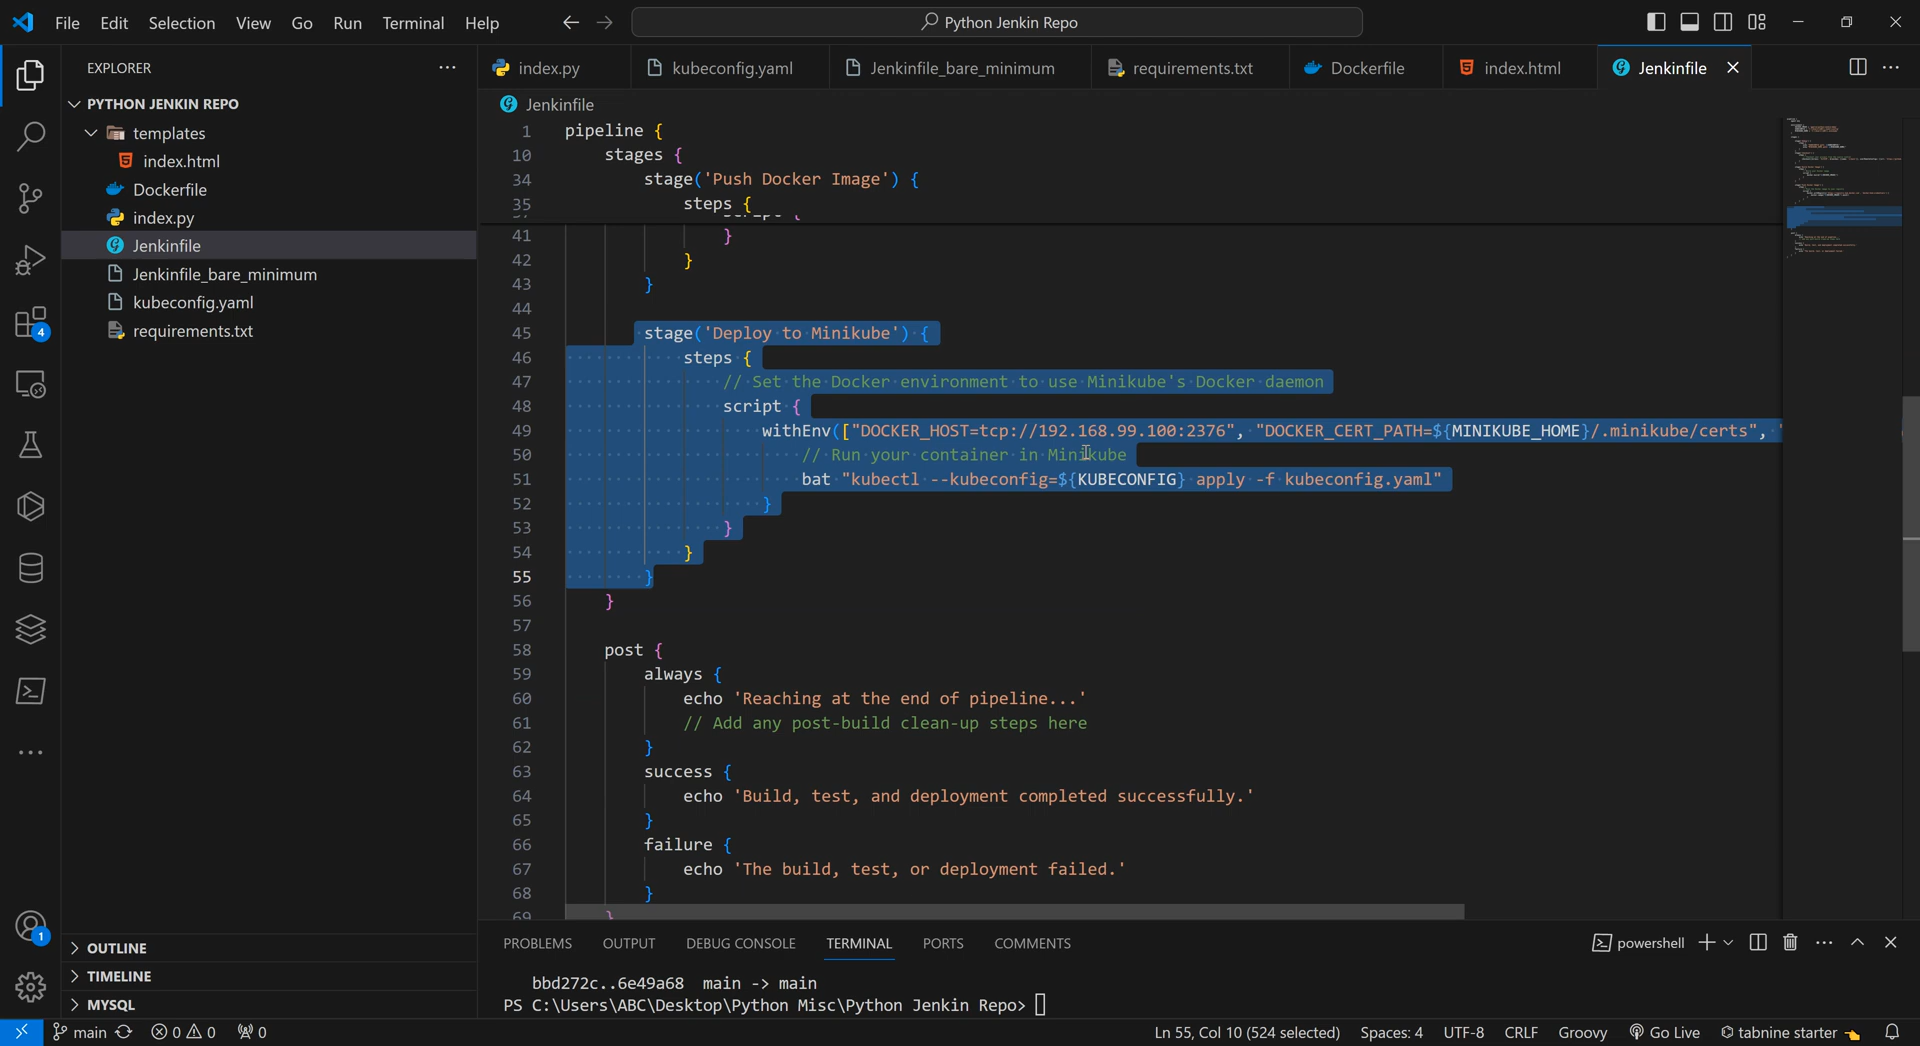 File Edit Selection View Go Run Terminal Help
Python Jenkin Repo
EXPLORER
PYTHON JENKIN REPO
templates
index.html
Dockerfile
index.py
Jenkinfile
Jenkinfile_bare_minimum
kubeconfig.yaml
requirements.txt
4
1
OUTLINE
TIMELINE
MYSQL
index.py kubeconfig.yaml Jenkinfile_bare_minimum requirements.txt Dockerfile index.html Jenkinfile
Jenkinfile
1 pipeline {
10 stages {
34 stage('Push Docker Image') {
35 steps {
41 }
42 }
43 }
44
45 stage('Deploy to Minikube') {
46 steps {
47 // Set the Docker environment to use Minikube's Docker daemon
48 script {
49 withEnv(["DOCKER_HOST=tcp://192.168.99.100:2376", "DOCKER_CERT_PATH=${MINIKUBE_HOME}/.minikube/certs", "
50 // Run your container in Minikube
51 bat "kubectl --kubeconfig=${KUBECONFIG} apply -f kubeconfig.yaml"
52 }
53 }
54 }
55 }
56 }
57
58 post {
59 always {
60 echo 'Reaching at the end of pipeline...'
61 // Add any post-build clean-up steps here
62 }
63 success {
64 echo 'Build, test, and deployment completed successfully.'
65 }
66 failure {
67 echo 'The build, test, or deployment failed.'
68 }
69 }
PROBLEMS OUTPUT DEBUG CONSOLE TERMINAL PORTS COMMENTS
powershell
bbd272c..6e49a68 main -> main
PS C:\Users\ABC\Desktop\Python Misc\Python Jenkin Repo>
main 0 0 0
Ln 55, Col 10 (524 selected) Spaces: 4 UTF-8 CRLF Groovy Go Live tabnine starter